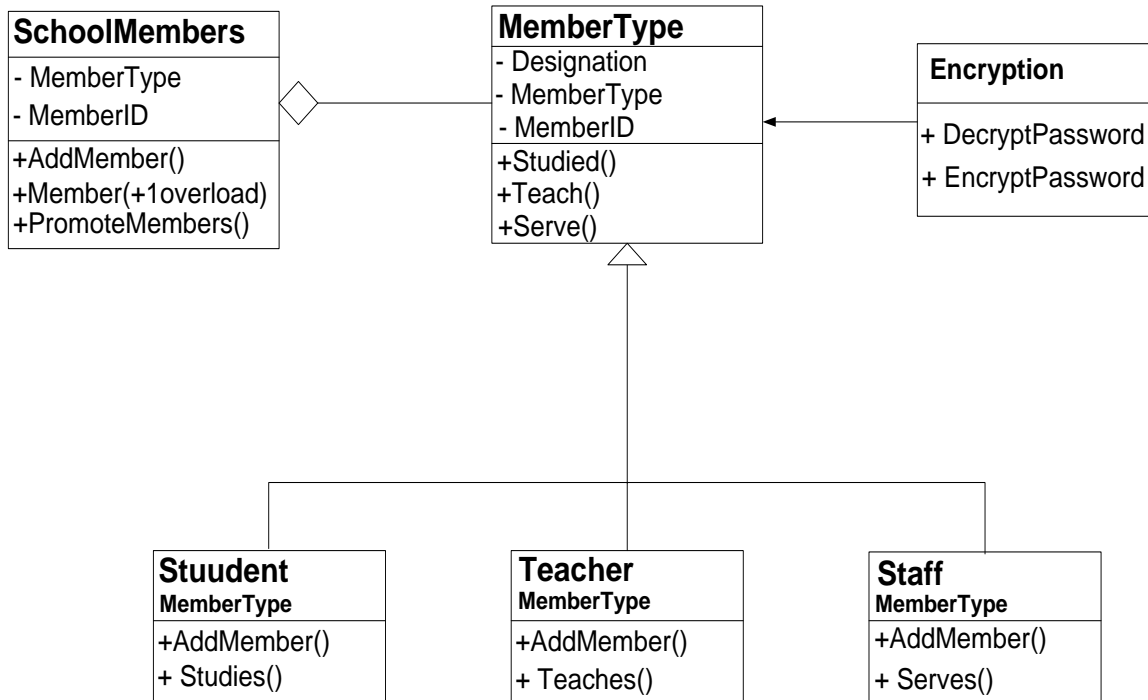 SchoolMembers
- MemberType
- MemberID
+AddMember()
+Member(+1overload)
+PromoteMembers()
MemberType
- Designation
- MemberType
- MemberID
+Studied()
+Teach()
+Serve()
Encryption
+ DecryptPassword
+ EncryptPassword
Stuudent
MemberType
+AddMember()
+ Studies()
Teacher
MemberType
+AddMember()
+ Teaches()
Staff
MemberType
+AddMember()
+ Serves()